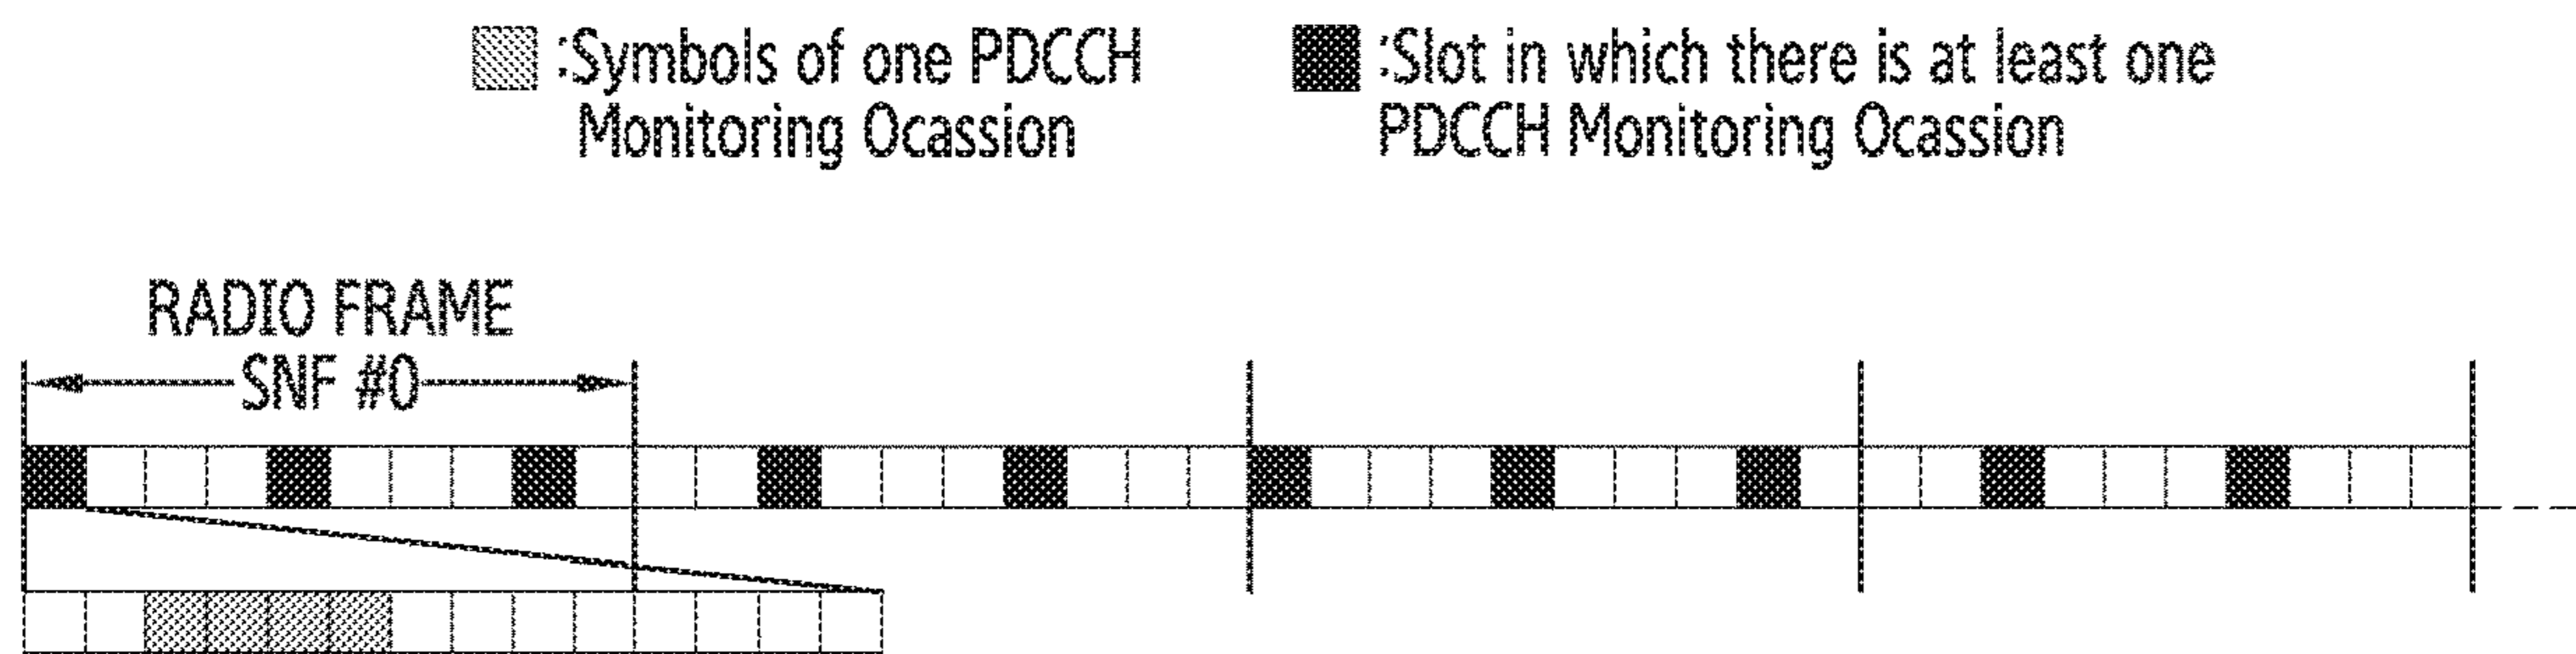 :Symbols of one PDCCH
Monitoring Ocassion
:Slot in which there is at least one
PDCCH Monitoring Ocassion
RADIO FRAME
SNF #0